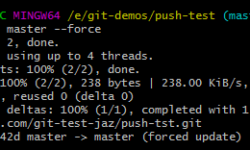 C MINGW64 /e/git-demos/push-test (mas
master --force
2, done.
using up to 4 threads.
ts: 100% (2/2), done.
100% (2/2), 238 bytes | 238.00 KiB/s,
, reused 0 (delta 0)
deltas: 100% (1/1), completed with 1
.com/git-test-jaz/push-tst.git
42d master -> master (forced update)